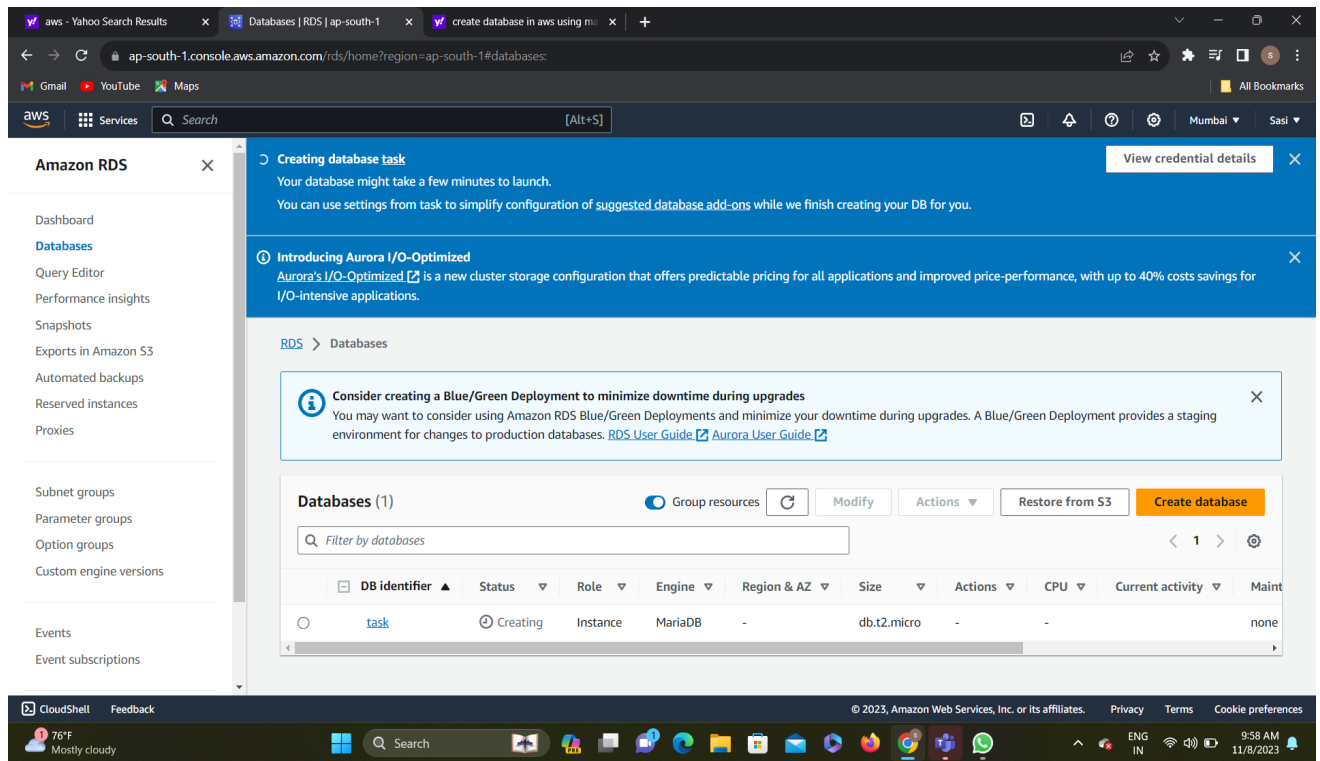 aws - Yahoo Search Results
Databases | RDS | ap-south-1
create database in aws using ma
ap-south-1.console.aws.amazon.com/rds/home?region=ap-south-1#databases:
S
Gmail YouTube Maps
All Bookmarks
aws Services Search [Alt+S] Mumbai Sasi
Amazon RDS
Dashboard
Databases
Query Editor
Performance insights
Snapshots
Exports in Amazon S3
Automated backups
Reserved instances
Proxies
Subnet groups
Parameter groups
Option groups
Custom engine versions
Events
Event subscriptions
Creating database task
View credential details
Your database might take a few minutes to launch.
You can use settings from task to simplify configuration of suggested database add-ons while we finish creating your DB for you.
Introducing Aurora I/O-Optimized
Aurora's I/O-Optimized is a new cluster storage configuration that offers predictable pricing for all applications and improved price-performance, with up to 40% costs savings for
I/O-intensive applications.
RDS > Databases
Consider creating a Blue/Green Deployment to minimize downtime during upgrades
You may want to consider using Amazon RDS Blue/Green Deployments and minimize your downtime during upgrades. A Blue/Green Deployment provides a staging
environment for changes to production databases. RDS User Guide Aurora User Guide
Databases (1) Group resources Modify Actions Restore from S3 Create database
Filter by databases
1
DB identifier Status Role Engine Region & AZ Size Actions CPU Current activity Maint
task Creating Instance MariaDB - db.t2.micro - - none
CloudShell Feedback © 2023, Amazon Web Services, Inc. or its affiliates. Privacy Terms Cookie preferences
1
76°F
Mostly cloudy
Search
PRE
1
ENG
IN
9:58 AM
11/8/2023